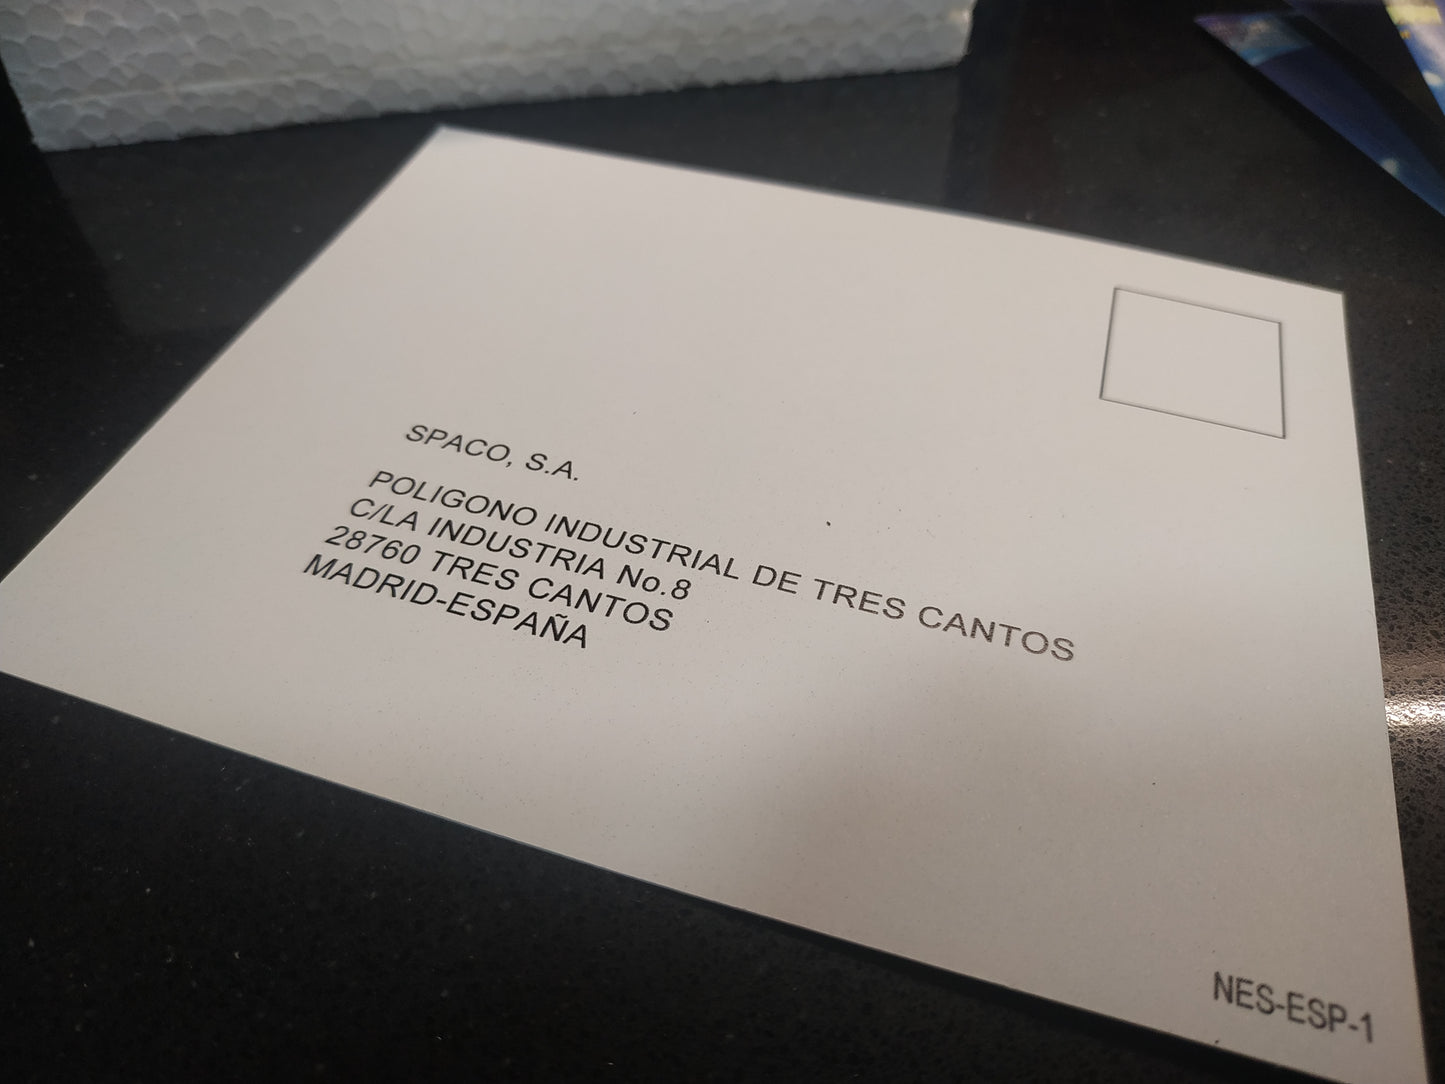 SPACO, S.A.
POLIGONO INDUSTRIAL DE TRES CANTOS
C/LA INDUSTRIA No.8
28760 TRES CANTOS
MADRID-ESPAÑA
NES-ESP-1